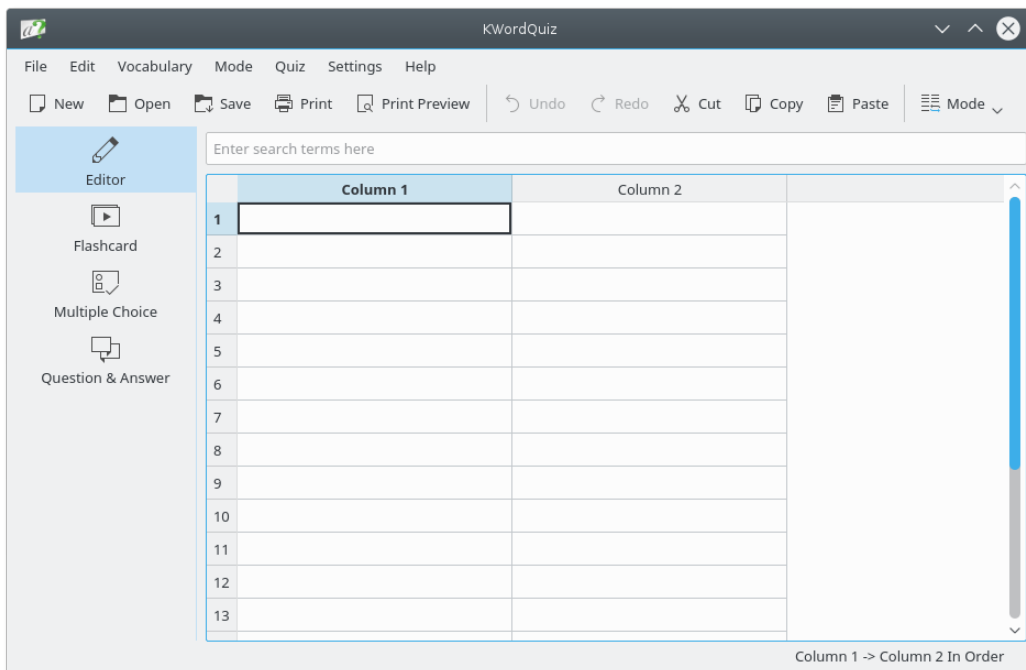 KWordQuiz
File Edit Vocabulary Mode Quiz Settings Help
New Open Save Print Print Preview Undo Redo Cut Copy Paste Mode
Editor
Flashcard
Multiple Choice
Question & Answer
Enter search terms here
Column 1 Column 2
1
2
3
4
5
6
7
8
9
10
11
12
13
Column 1 -> Column 2 In Order